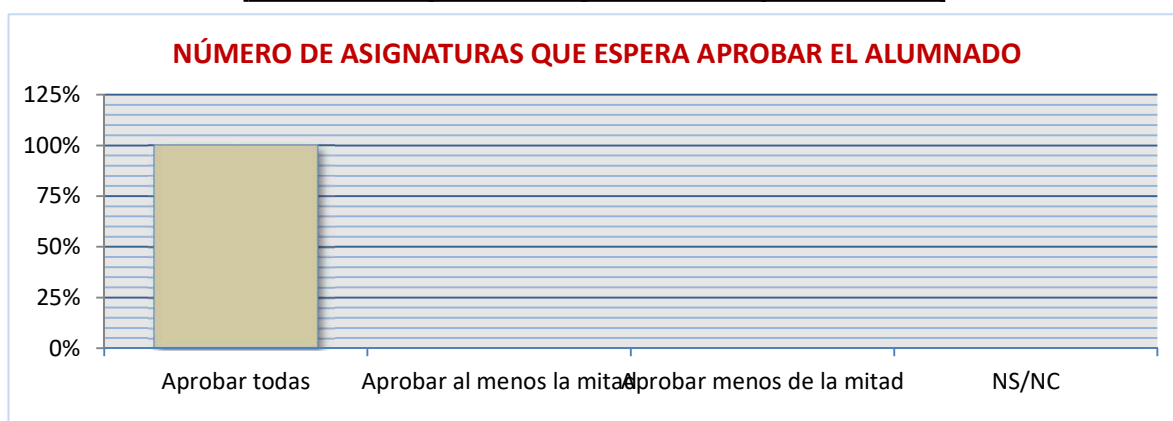 NÚMERO DE ASIGNATURAS QUE ESPERA APROBAR EL ALUMNADO
125%
100%
75%
50%
25%
0%
Aprobar todas
Aprobar al menos la mitad
Aprobar menos de la mitad
NS/NC